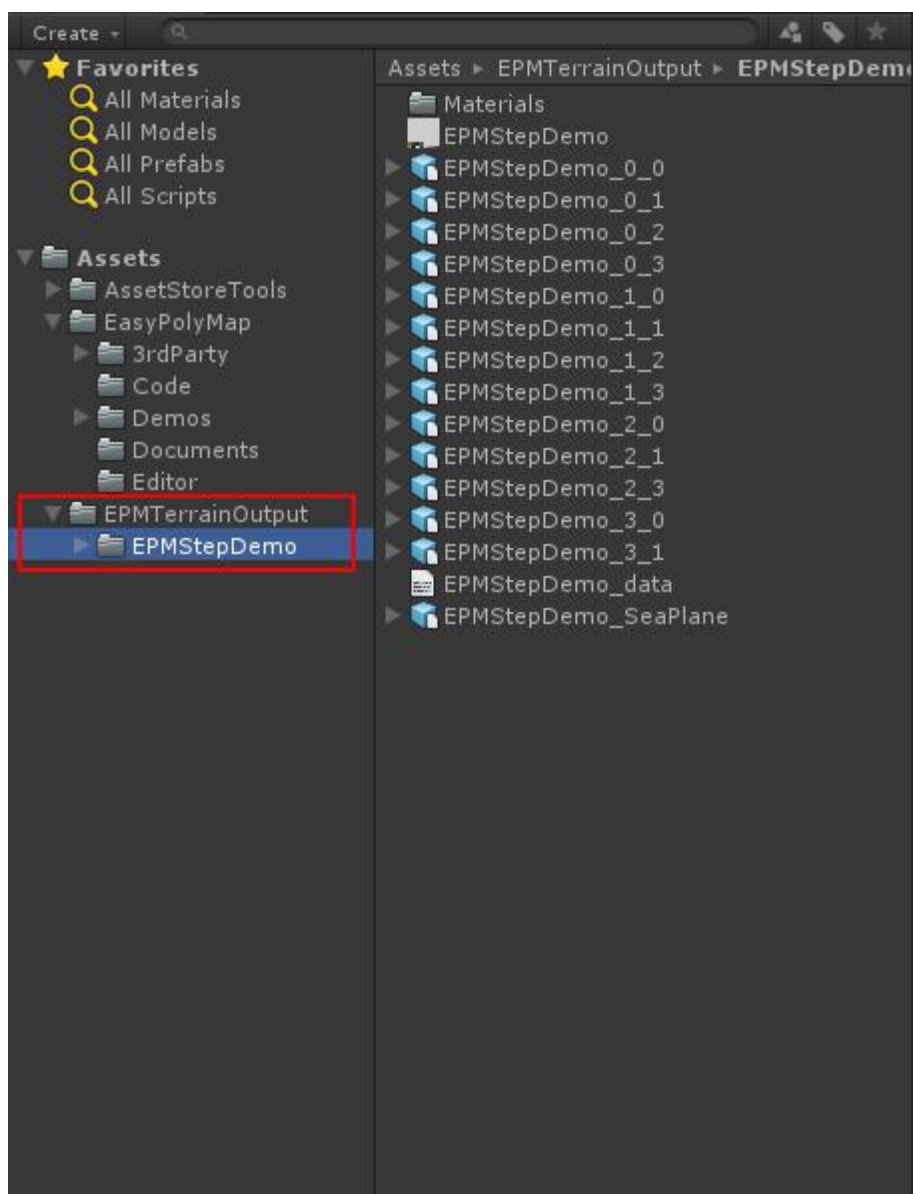 Create
Favorites
All Materials
All Models
All Prefabs
All Scripts
Assets
AssetStoreTools
EasyPolyMap
3rdParty
Code
Demos
Documents
Editor
EPMTerrainOutput
EPMStepDemo
Assets ▸ EPMTerrainOutput ▸ EPMStepDem
Materials
EPMStepDemo
EPMStepDemo_0_0
EPMStepDemo_0_1
EPMStepDemo_0_2
EPMStepDemo_0_3
EPMStepDemo_1_0
EPMStepDemo_1_1
EPMStepDemo_1_2
EPMStepDemo_1_3
EPMStepDemo_2_0
EPMStepDemo_2_1
EPMStepDemo_2_3
EPMStepDemo_3_0
EPMStepDemo_3_1
EPMStepDemo_data
EPMStepDemo_SeaPlane